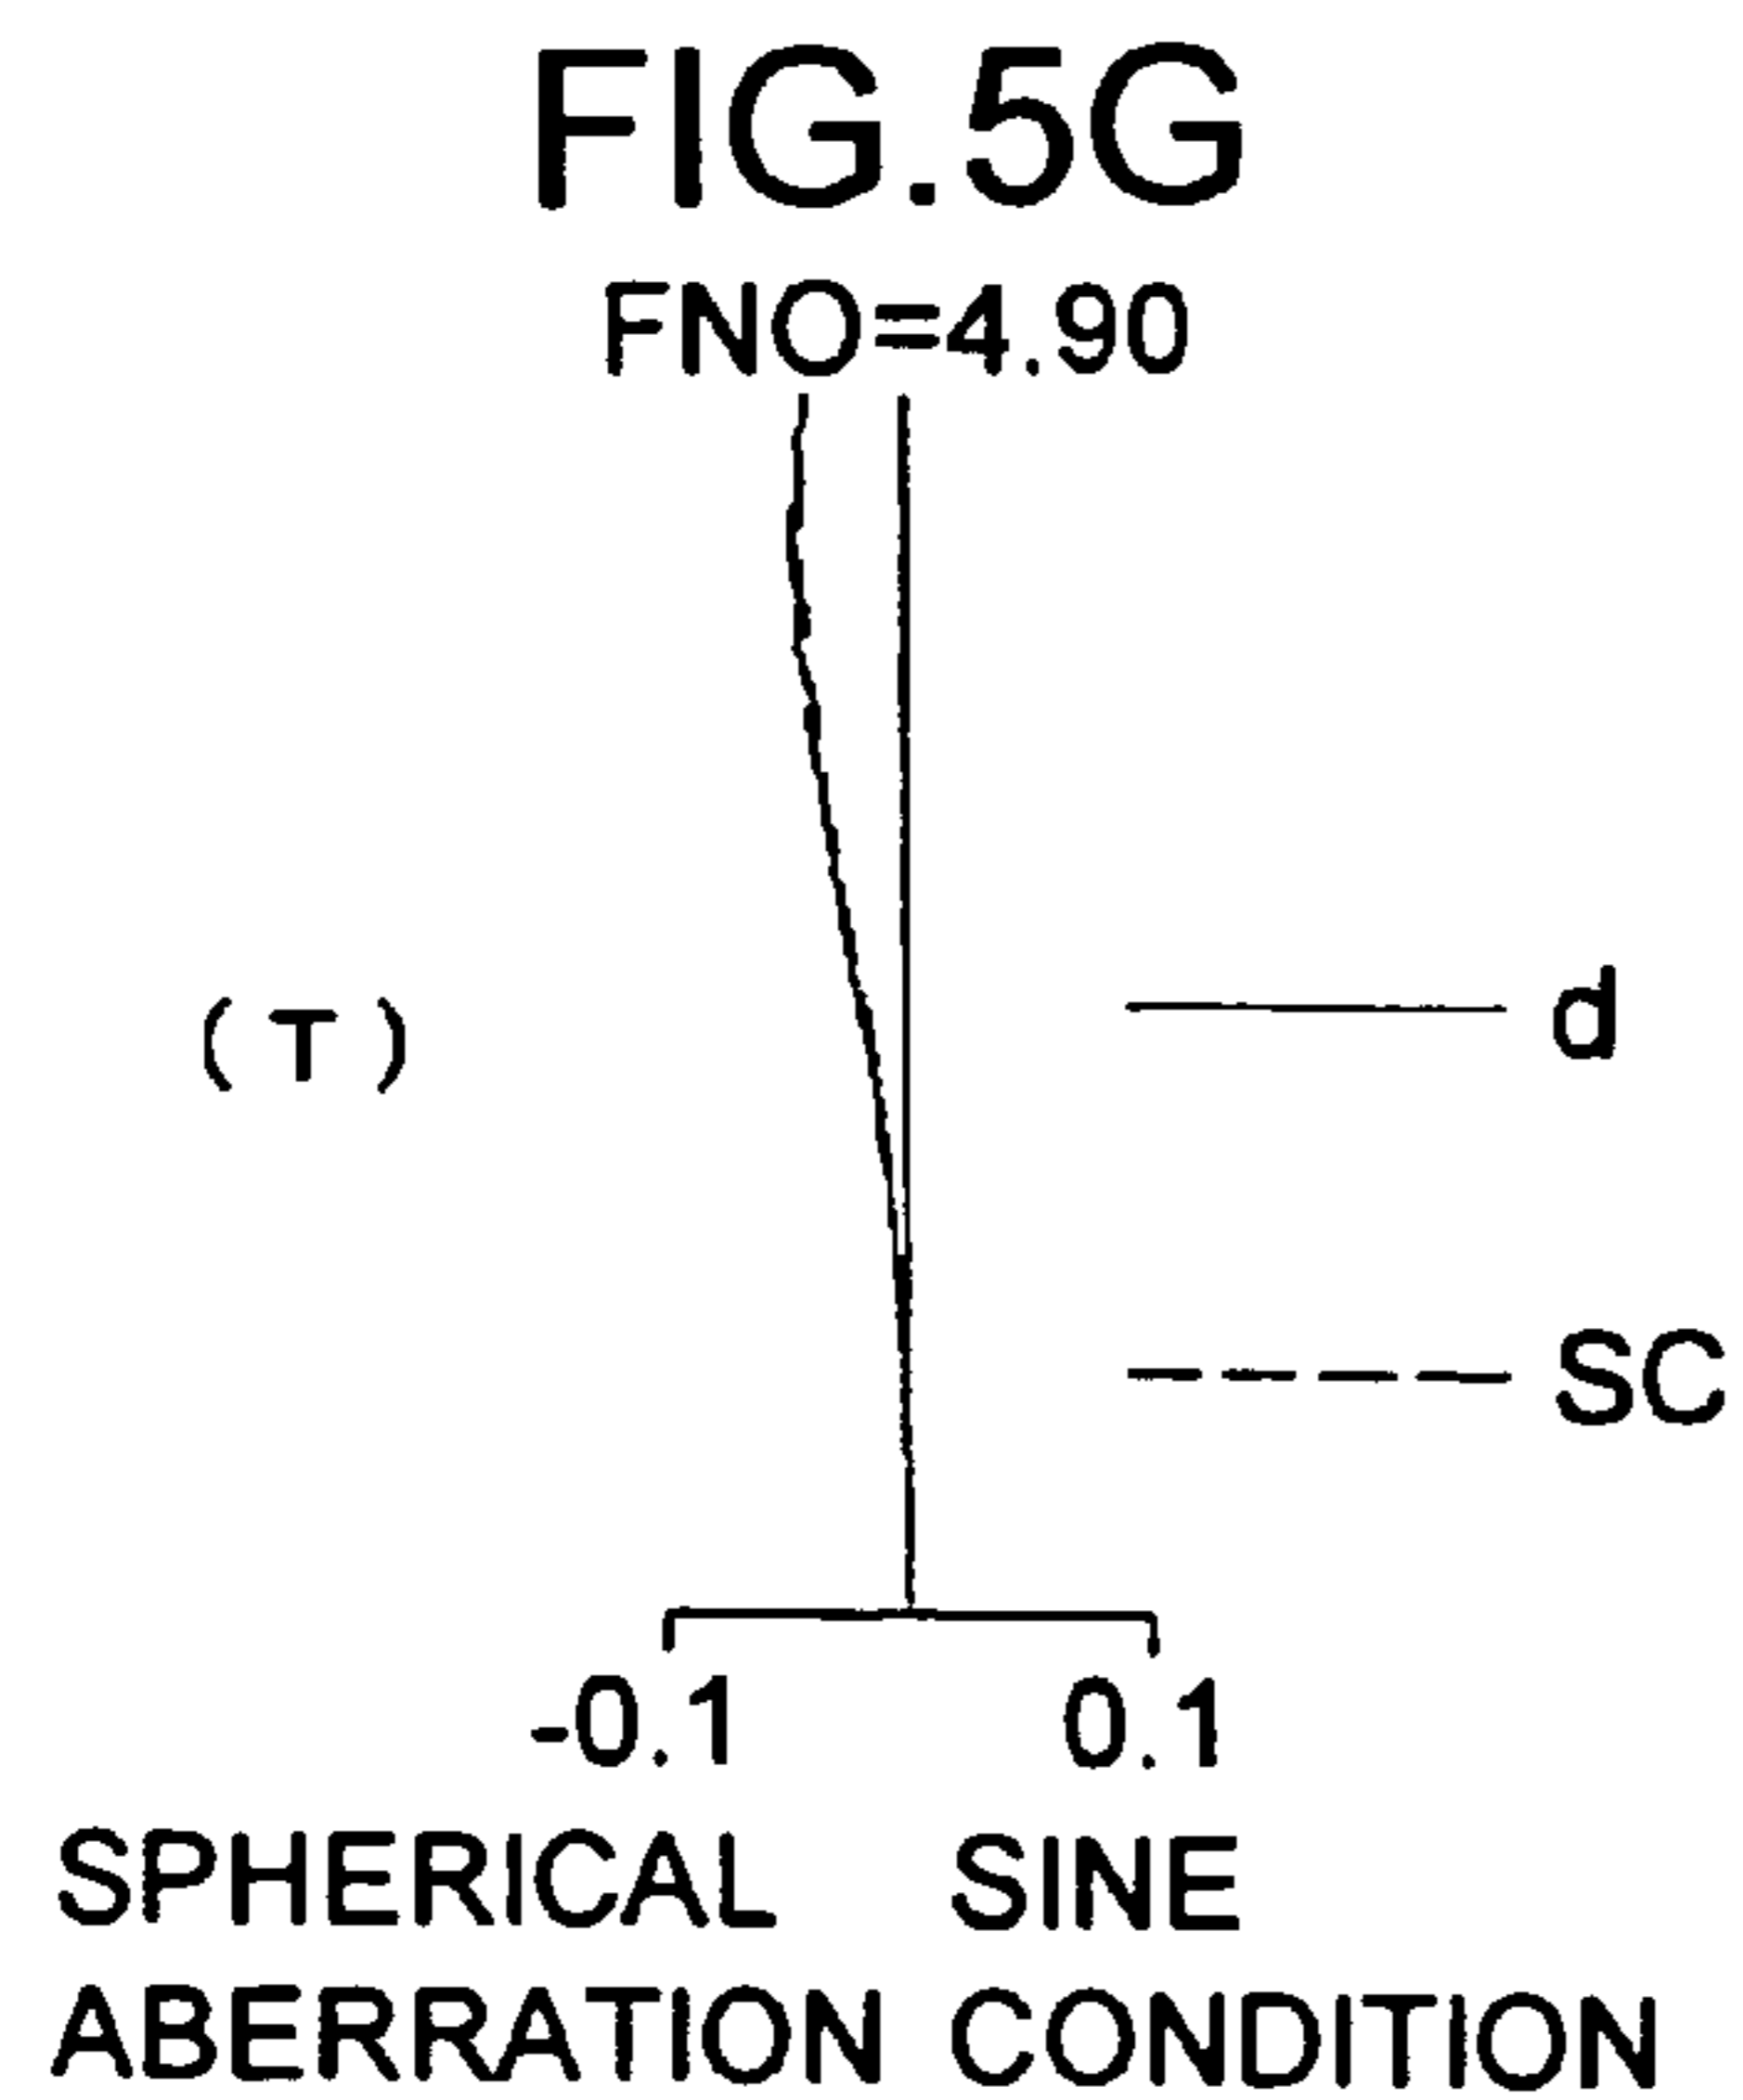 FIG.5G
FNO=4.90
(T)
d
SC
-0.1 0.1
SPHERICAL SINE
ABERRATION CONDITION